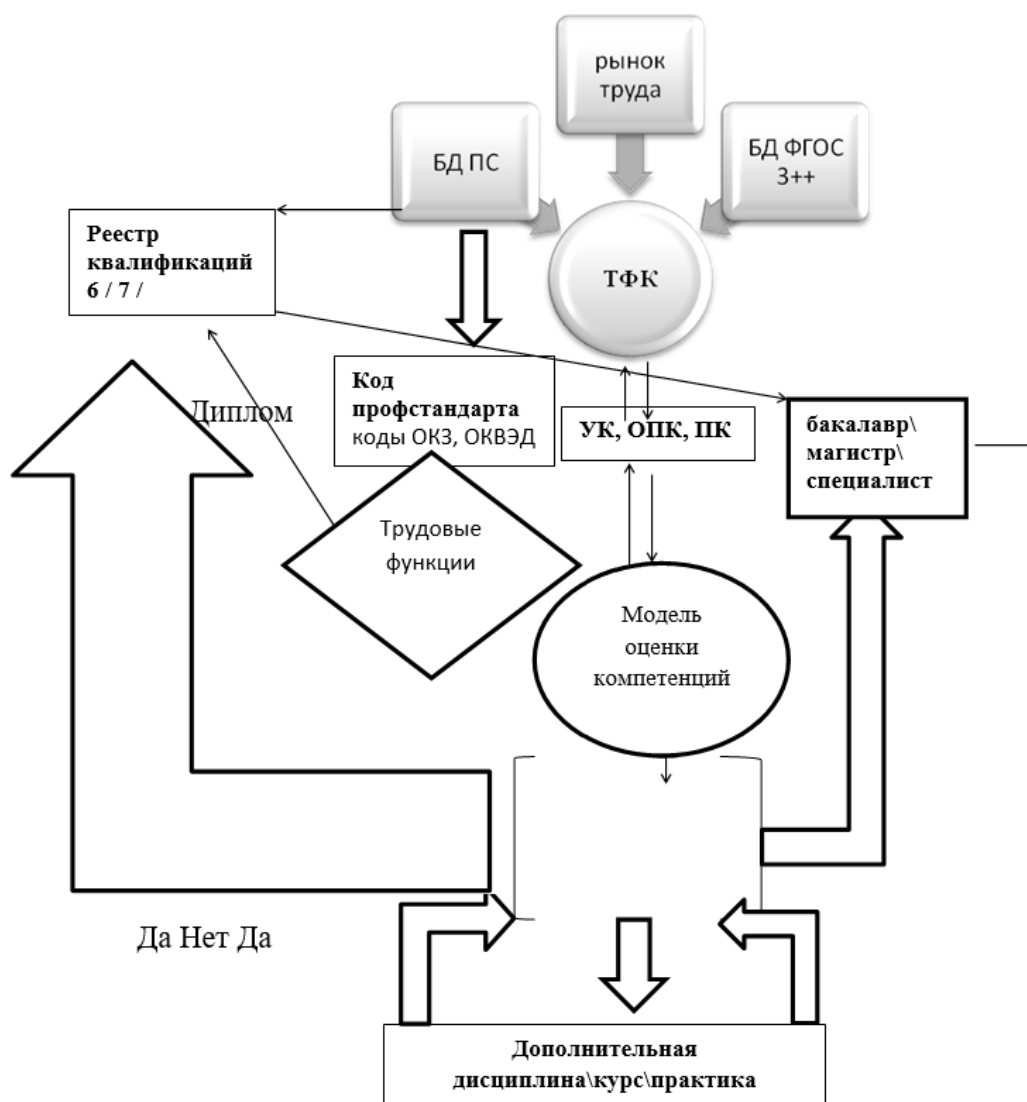 рынок
труда
БД ПС
БД ФГОС
3++
Реестр
квалификаций
6 / 7 /
ТФК
Код
профстандарта
коды ОКЗ, ОКВЭД
Диплом
УК, ОПК, ПК
бакалавр\
магистр\
специалист
Трудовые
функции
Модель
оценки
компетенций
Да Нет Да
Дополнительная
дисциплина\курс\практика